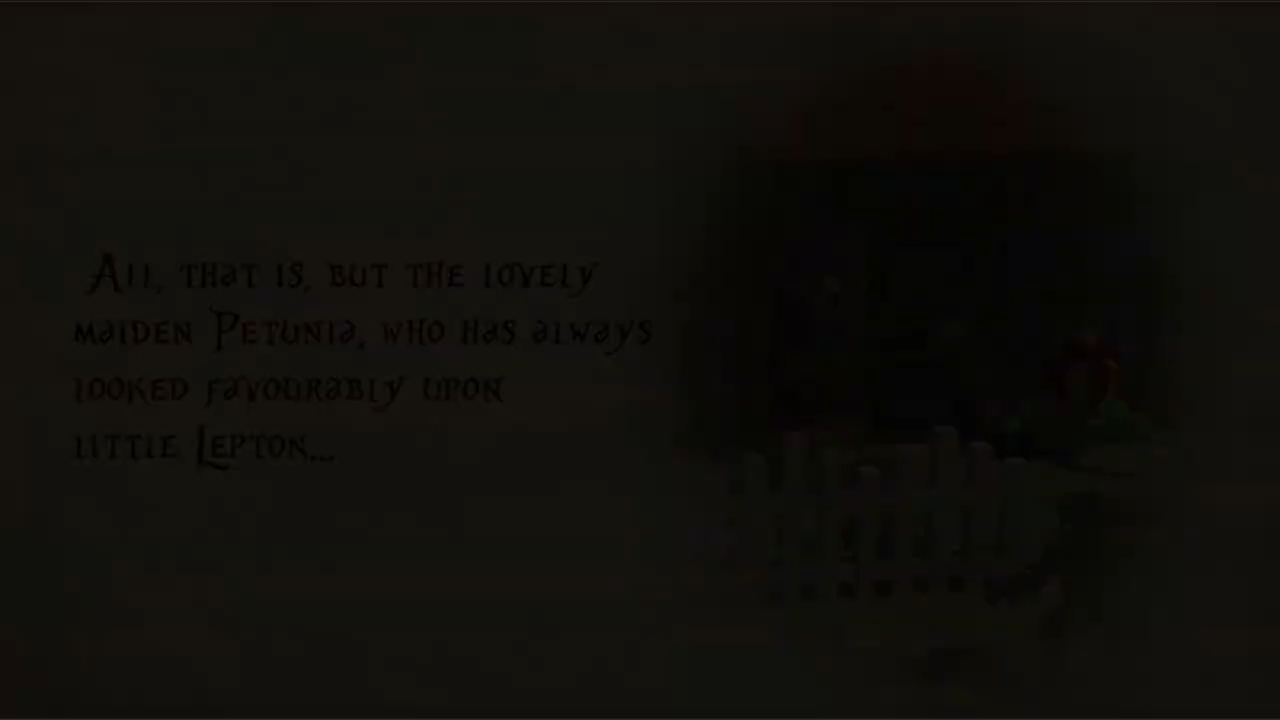 All, that is, but the lovely
maiden Petunia, who has always
looked favourably upon
little Lepton...